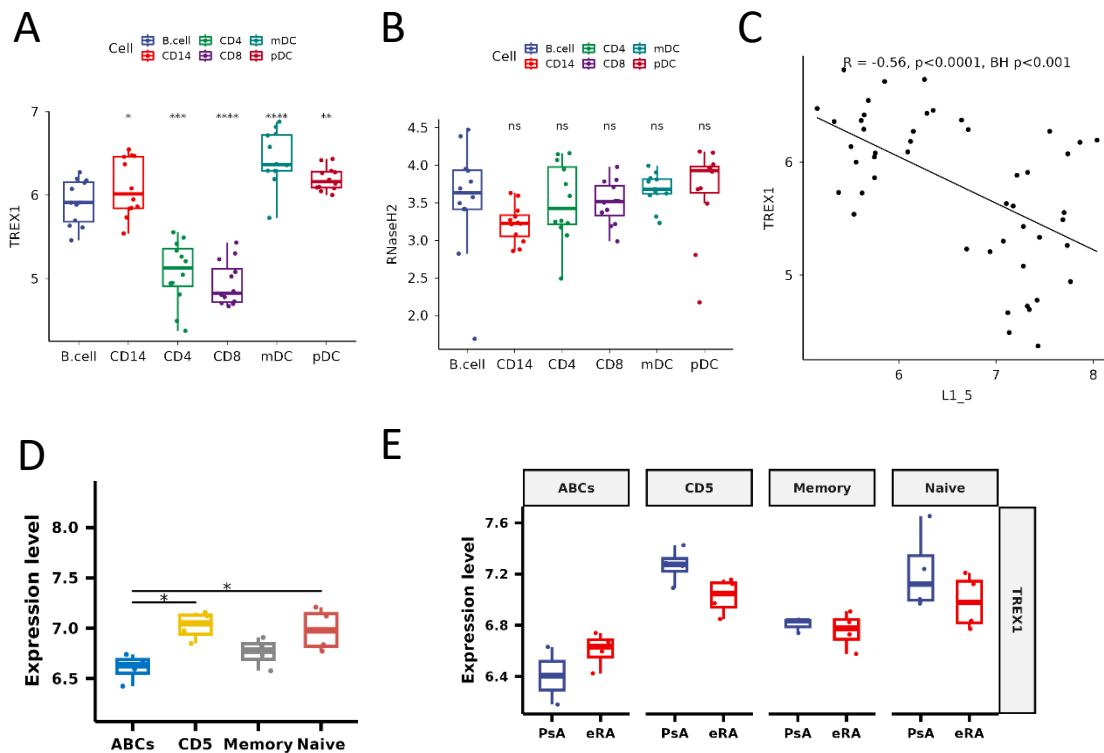 A
Cell
B.cell CD4 mDC
CD14 CD8 pDC
* *** **** **** **
TREX1
7
6
5
B.cell CD14 CD4 CD8 mDC pDC
B
Cell
B.cell CD4 mDC
CD14 CD8 pDC
ns ns ns ns ns
RNaseH2
4.5
4.0
3.5
3.0
2.5
2.0
B.cell CD14 CD4 CD8 mDC pDC
C
R = -0.56, p<0.0001, BH p<0.001
TREX1
6
5
6 7 8
L1_5
D
Expression level
8.0
7.5
7.0
6.5
*
*
ABCs CD5 Memory Naive
E
ABCs CD5 Memory Naive
Expression level
7.6
7.2
6.8
6.4
TREX1
PsA eRA PsA eRA PsA eRA PsA eRA